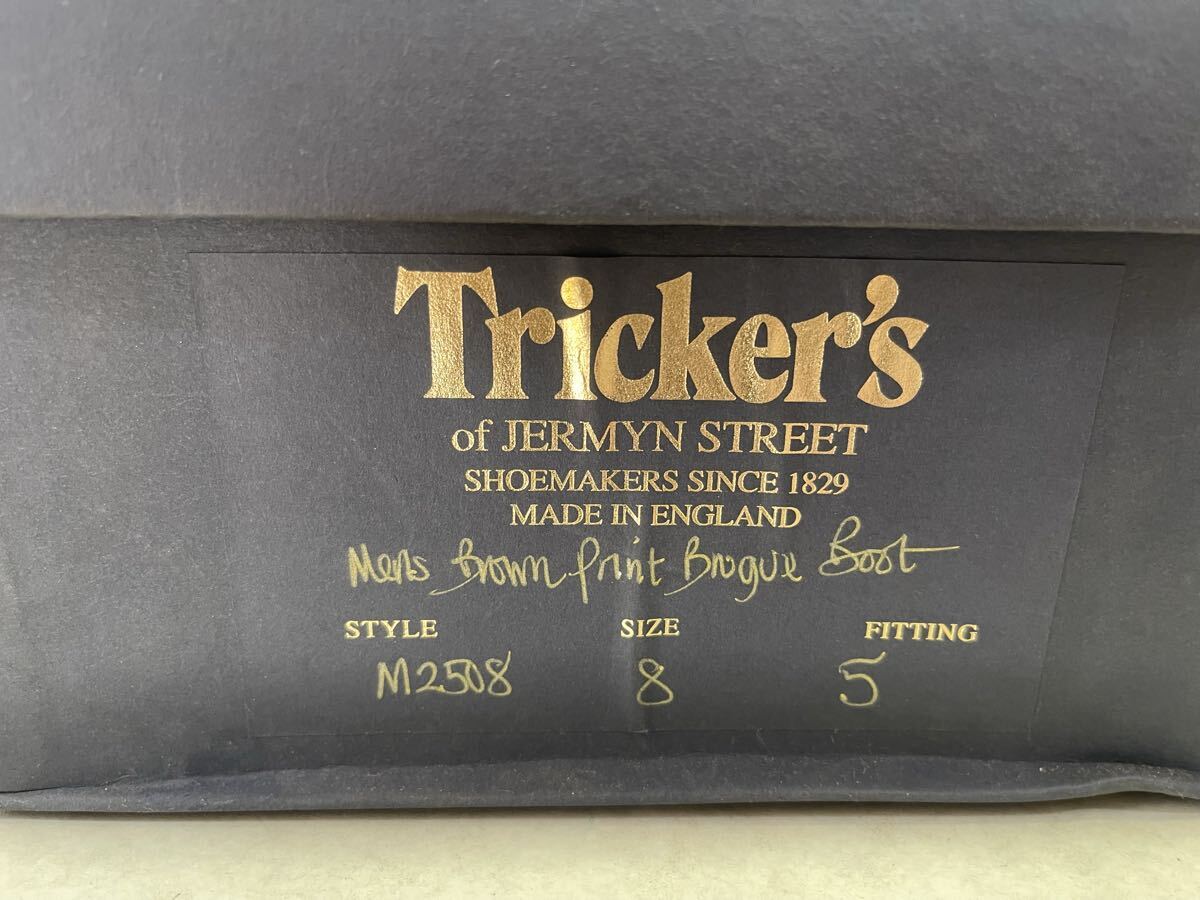 Tricker's
of JERMYN STREET
SHOEMAKERS SINCE 1829
MADE IN ENGLAND
Mens Brown print Brogue Boot
STYLE SIZE FITTING
M2508 8 5